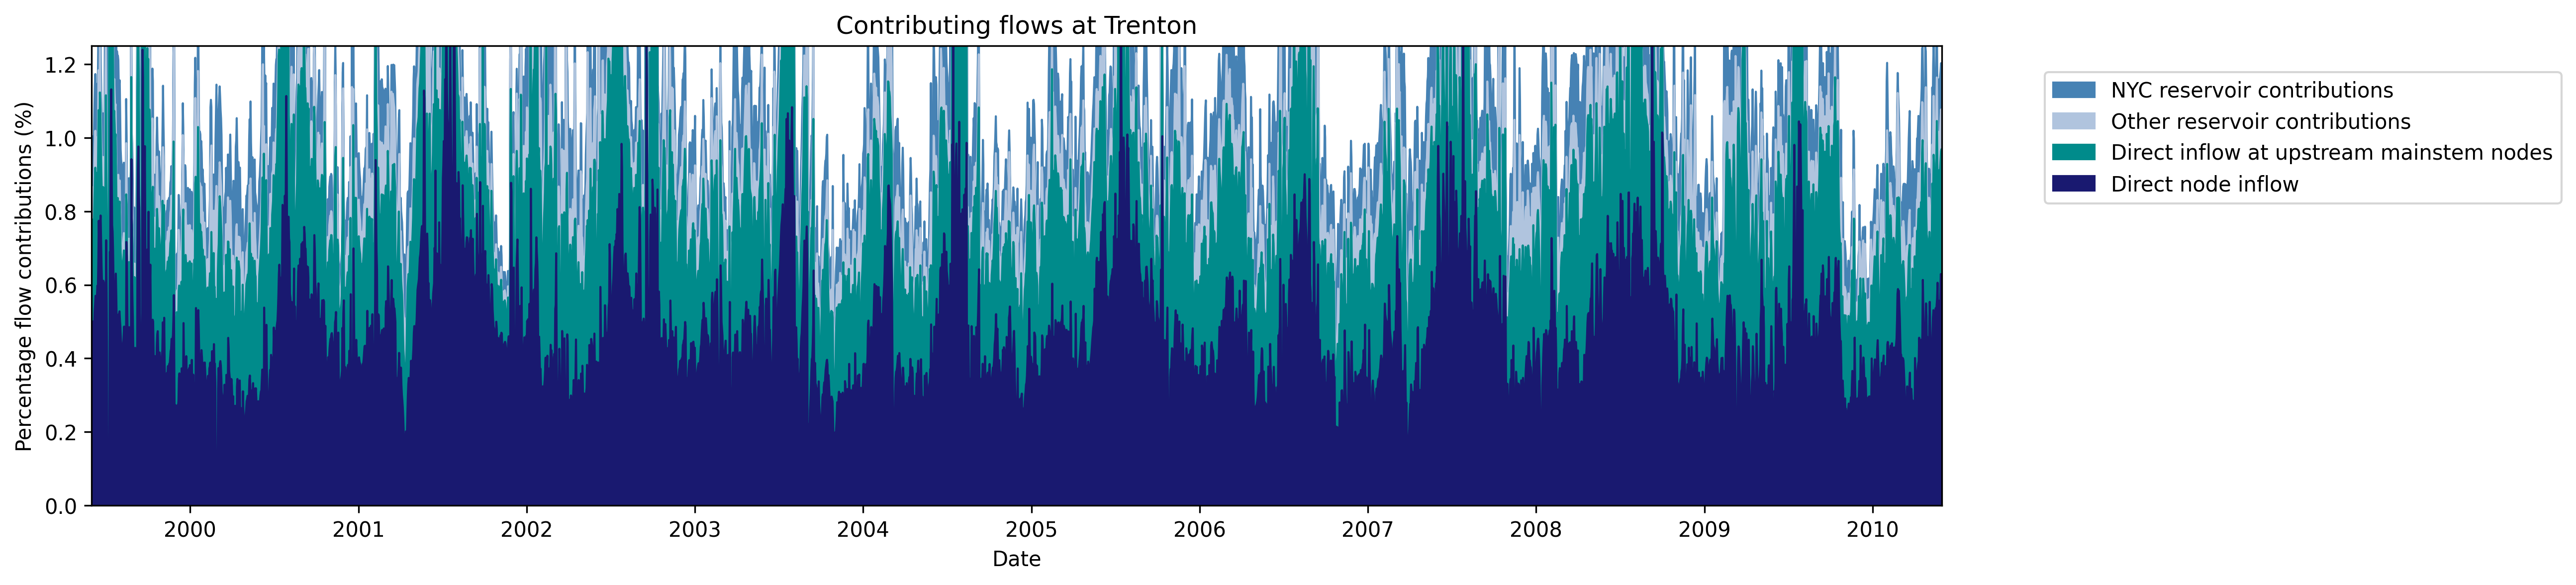 Contributing flows at Trenton
Percentage flow contributions (%)
1.2
1.0
0.8
0.6
0.4
0.2
0.0
2000 2001 2002 2003 2004 2005 2006 2007 2008 2009 2010
Date
NYC reservoir contributions
Other reservoir contributions
Direct inflow at upstream mainstem nodes
Direct node inflow